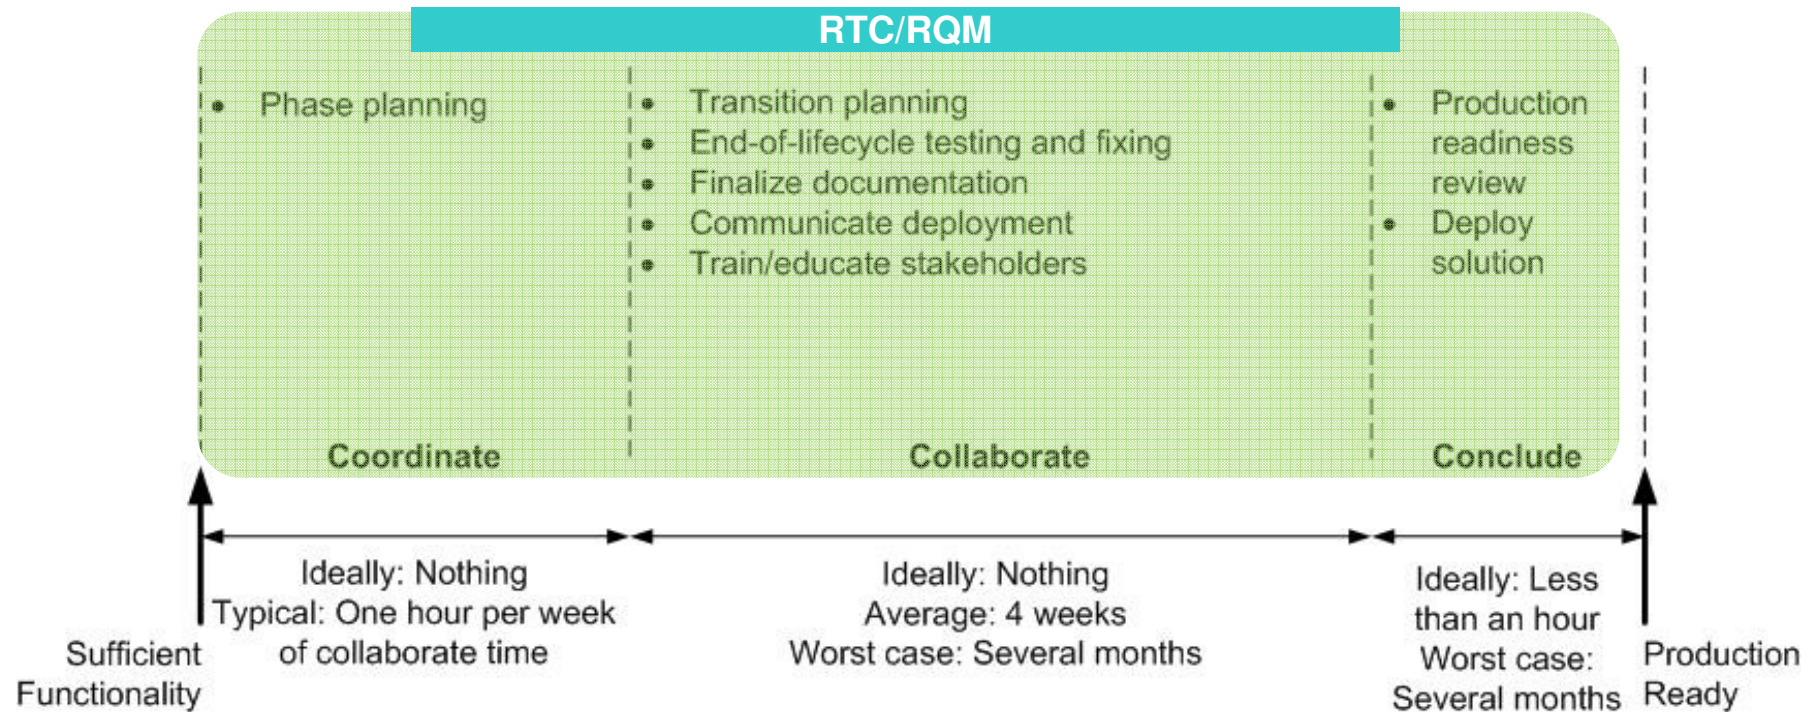 RTC/RQM
• Phase planning
• Transition planning
• End-of-lifecycle testing and fixing
• Finalize documentation
• Communicate deployment
• Train/educate stakeholders
• Production
readiness
review
• Deploy
solution
Coordinate
Collaborate
Conclude
Ideally: Nothing
Typical: One hour per week
of collaborate time
Ideally: Nothing
Average: 4 weeks
Worst case: Several months
Ideally: Less
than an hour
Worst case:
Several months
Sufficient
Functionality
Production
Ready